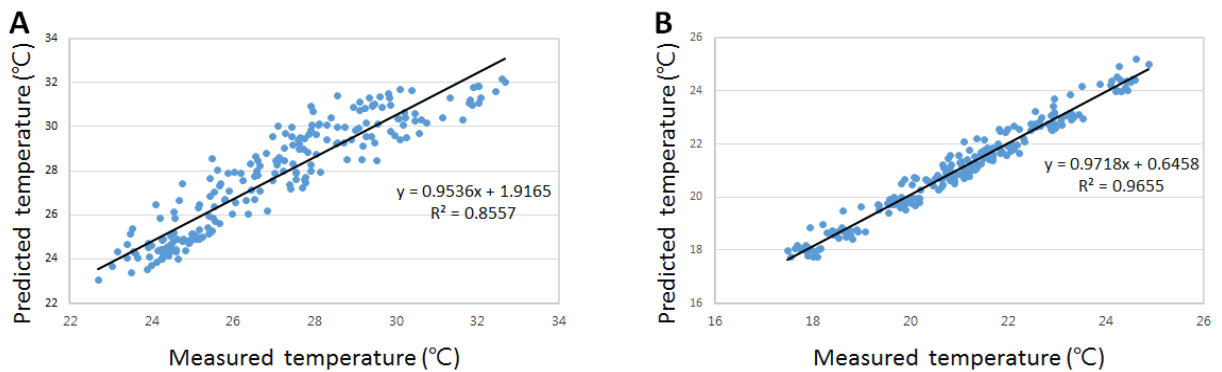 A
Predicted temperature (℃)
34
32
30
28
26
24
22
y = 0.9536x + 1.9165
R² = 0.8557
22 24 26 28 30 32 34
Measured temperature (℃)
B
Predicted temperature (℃)
26
24
22
20
18
16
y = 0.9718x + 0.6458
R² = 0.9655
16 18 20 22 24 26
Measured temperature (℃)